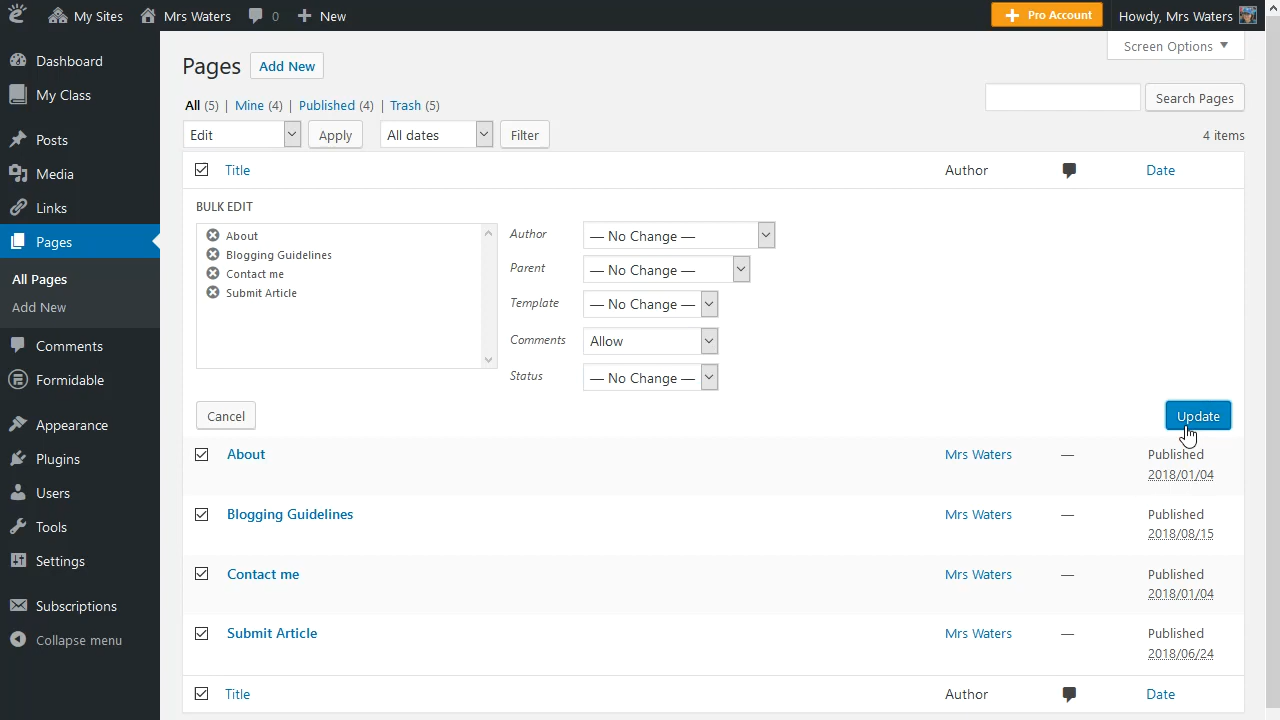 My Sites Mrs Waters 0 New Pro Account Howdy, Mrs Waters
Screen Options
Dashboard
My Class
Posts
Media
Links
Pages
All Pages
Add New
Comments
Formidable
Appearance
Plugins
Users
Tools
Settings
Subscriptions
Collapse menu
Pages Add New
All (5) | Mine (4) | Published (4) | Trash (5)
Search Pages
Edit Apply All dates Filter 4 items
Title Author Date
BULK EDIT
About
Blogging Guidelines
Contact me
Submit Article
Author — No Change —
Parent — No Change —
Template — No Change —
Comments Allow
Status — No Change —
Cancel Update
About Mrs Waters — Published
2018/01/04
Blogging Guidelines Mrs Waters — Published
2018/08/15
Contact me Mrs Waters — Published
2018/01/04
Submit Article Mrs Waters — Published
2018/06/24
Title Author Date